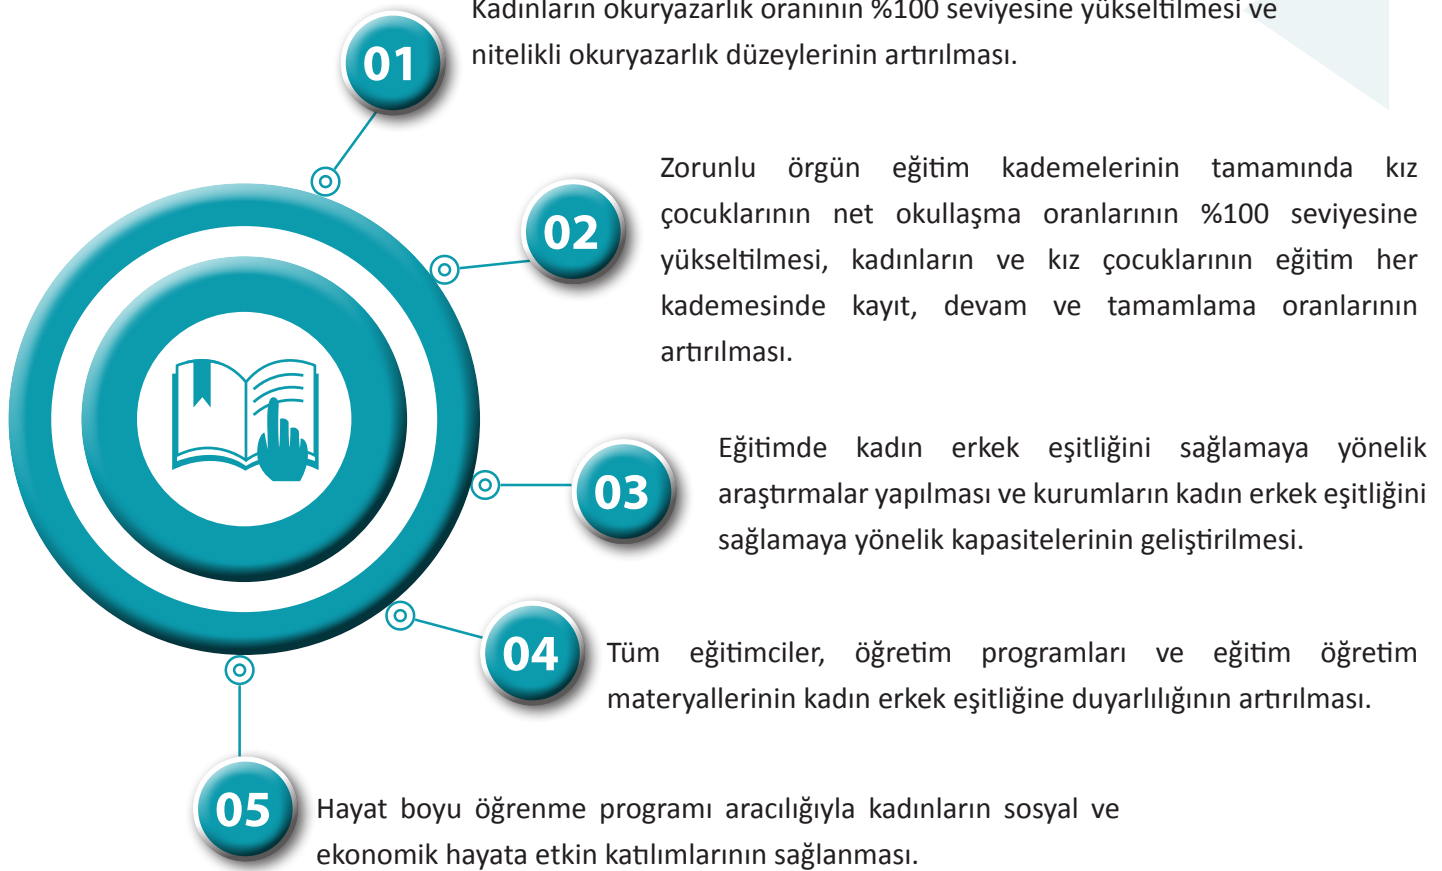 01
Kadınların okuryazarlık oranının %100 seviyesine yükseltilmesi ve
nitelikli okuryazarlık düzeylerinin artırılması.
02
Zorunlu örgün eğitim kademelerinin tamamında kız
çocuklarının net okullaşma oranlarının %100 seviyesine
yükseltilmesi, kadınların ve kız çocuklarının eğitim her
kademesinde kayıt, devam ve tamamlama oranlarının
artırılması.
03
Eğitimde kadın erkek eşitliğini sağlamaya yönelik
araştırmalar yapılması ve kurumların kadın erkek eşitliğini
sağlamaya yönelik kapasitelerinin geliştirilmesi.
04
Tüm eğitimciler, öğretim programları ve eğitim öğretim
materyallerinin kadın erkek eşitliğine duyarlılığının artırılması.
05
Hayat boyu öğrenme programı aracılığıyla kadınların sosyal ve
ekonomik hayata etkin katılımlarının sağlanması.